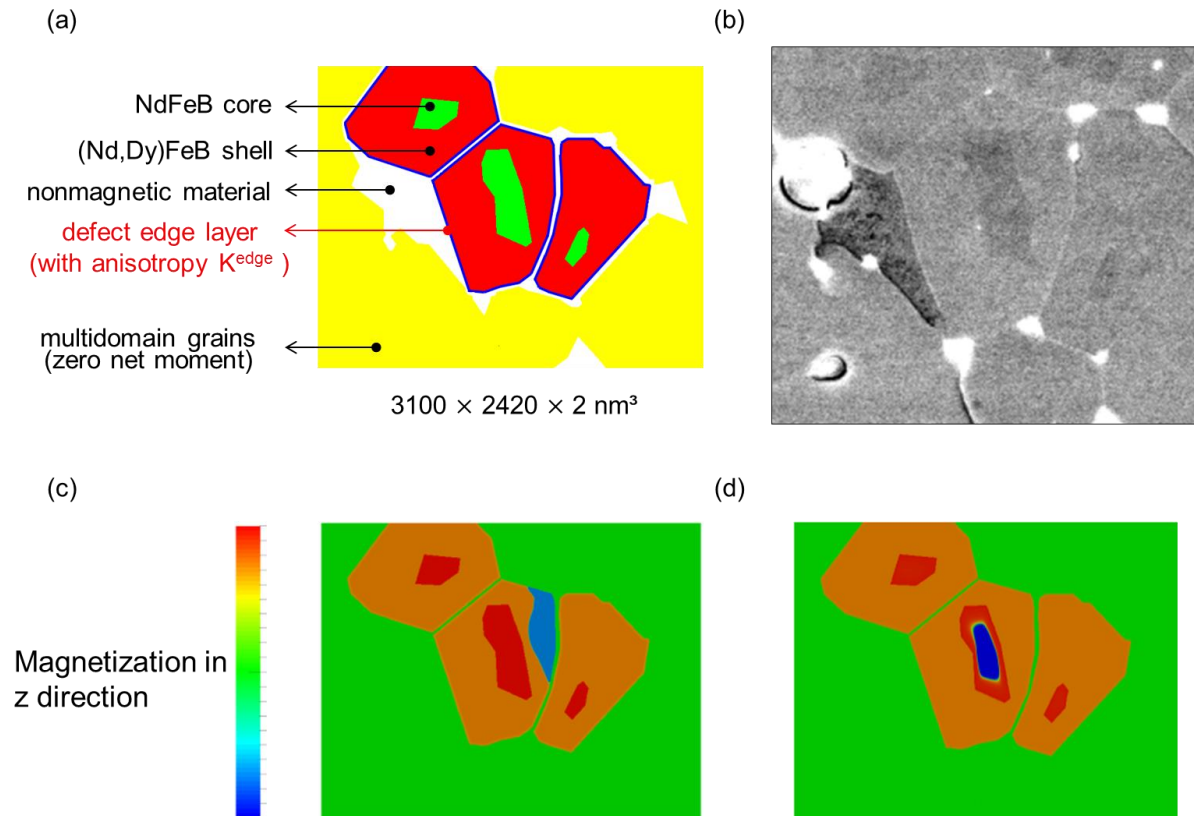 (a)
(b)
NdFeB core
(Nd,Dy)FeB shell
nonmagnetic material
defect edge layer
(with anisotropy Kᵉᵈᵍᵉ )
multidomain grains
(zero net moment)
3100 × 2420 × 2 nm³
(c)
(d)
Magnetization in
z direction